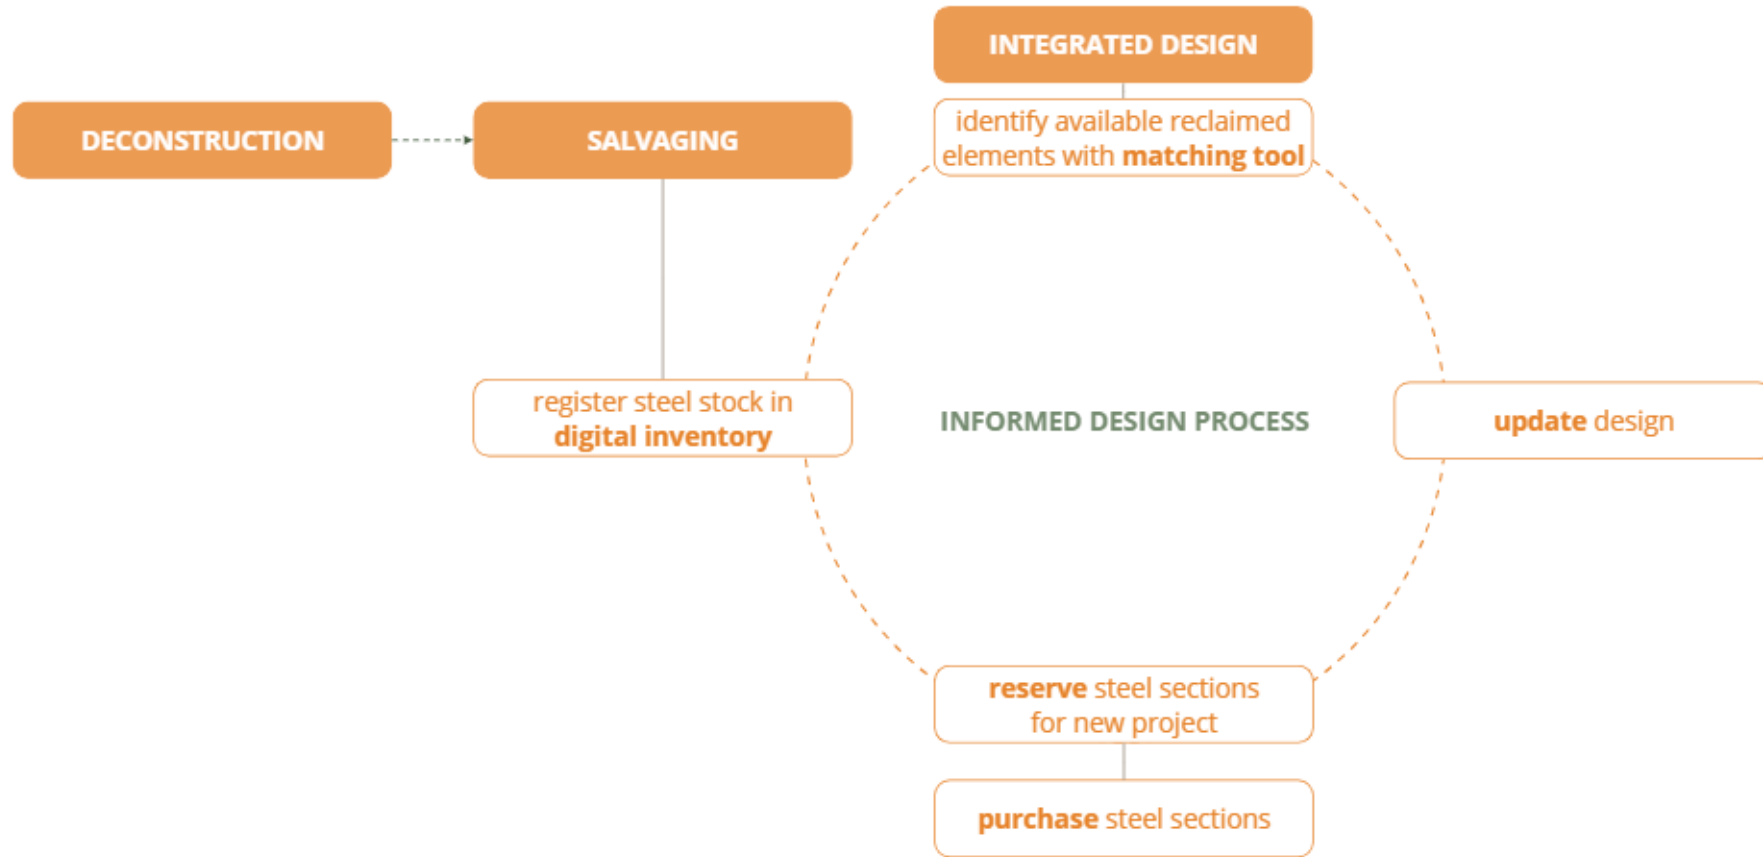 INTEGRATED DESIGN
identify available reclaimed
elements with matching tool
DECONSTRUCTION
SALVAGING
register steel stock in
digital inventory
INFORMED DESIGN PROCESS
update design
reserve steel sections
for new project
purchase steel sections